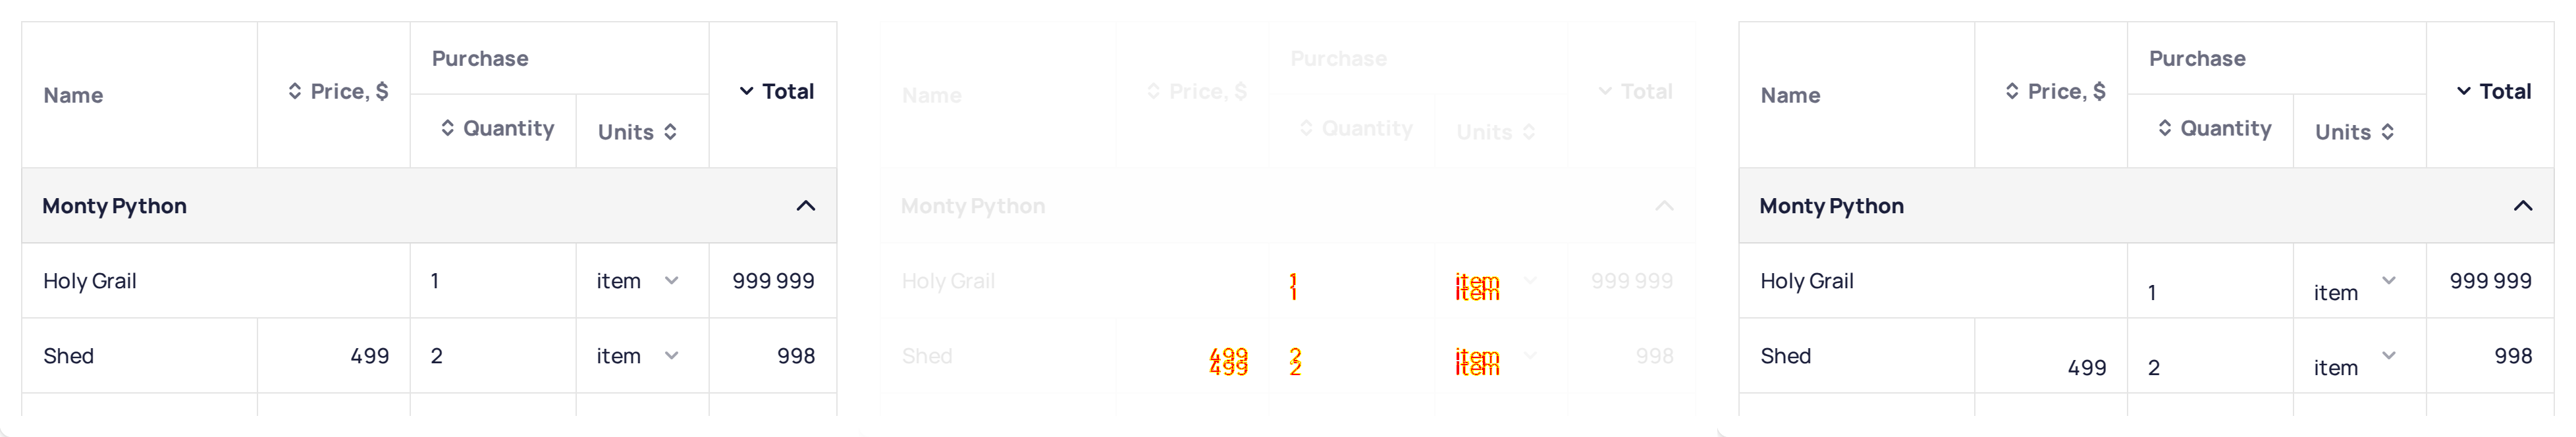 Name Price, $ Purchase Total
Quantity Units
Monty Python
Holy Grail 1 item 999 999
Shed 499 2 item 998
Name Price, $ Purchase Total
Quantity Units
Monty Python
Holy Grail 1 item 999 999
1 item
Shed 499 2 item 998
499 2 item
Name Price, $ Purchase Total
Quantity Units
Monty Python
Holy Grail 1 item 999 999
Shed 499 2 item 998